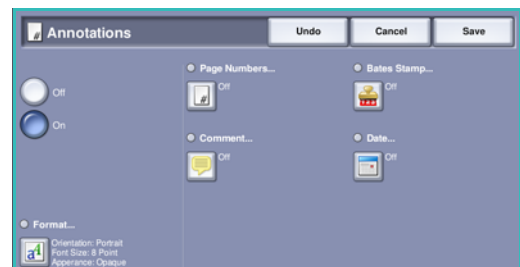 Annotations
Undo
Cancel
Save
Off
On
Page Numbers...
Off
Bates Stamp...
Off
Comment...
Off
Date...
Off
Format...
Orientation: Portrait
Font Size: 8 Point
Apperance: Opaque